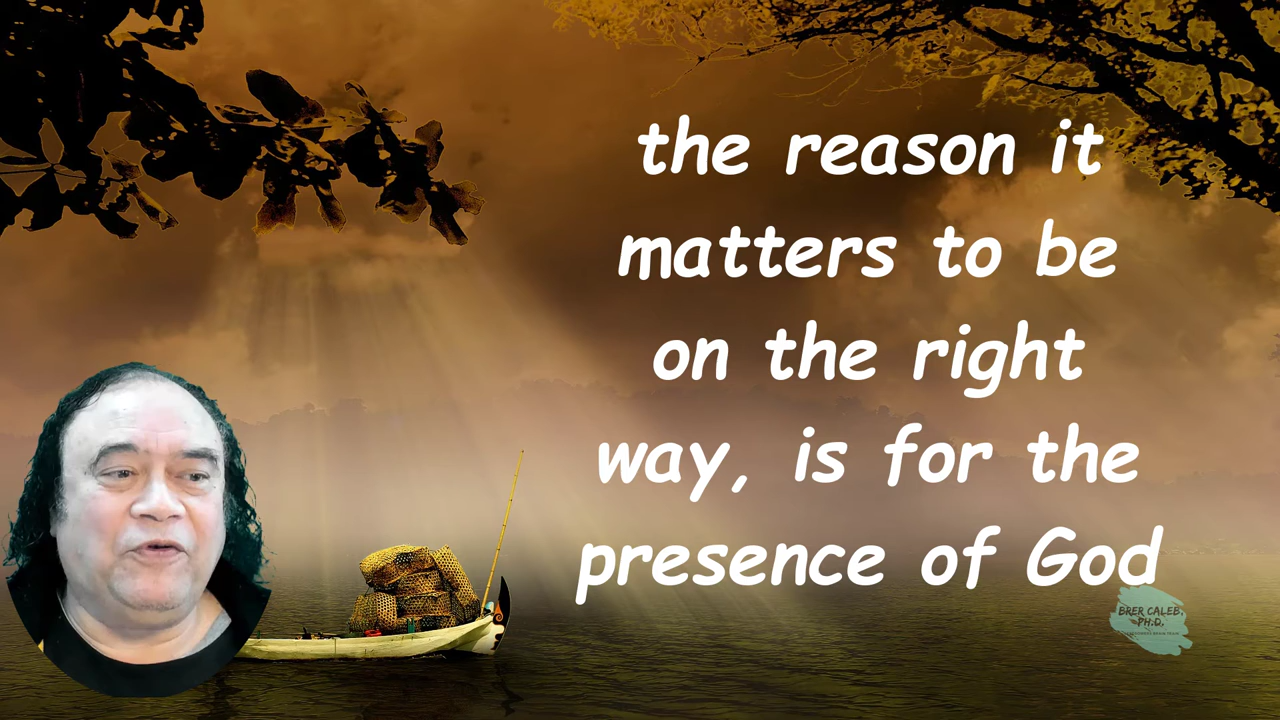 the reason it
matters to be
on the right
way, is for the
presence of God
BRER CALEB,
PH.D.